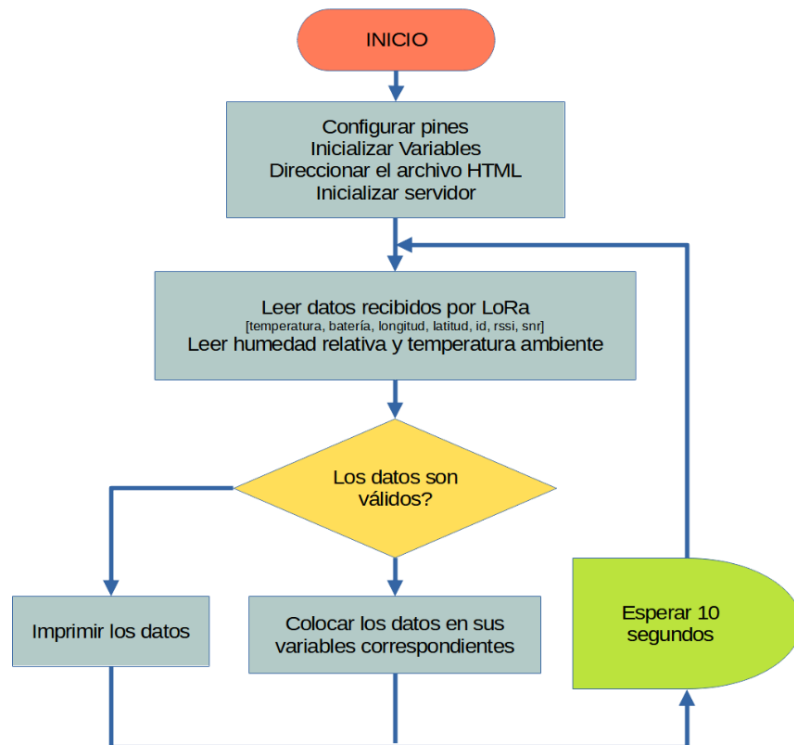 INICIO
Configurar pines
Inicializar Variables
Direccionar el archivo HTML
Inicializar servidor
Leer datos recibidos por LoRa
[temperatura, batería, longitud, latitud, id, rssi, snr]
Leer humedad relativa y temperatura ambiente
Los datos son
válidos?
Imprimir los datos
Colocar los datos en sus
variables correspondientes
Esperar 10
segundos